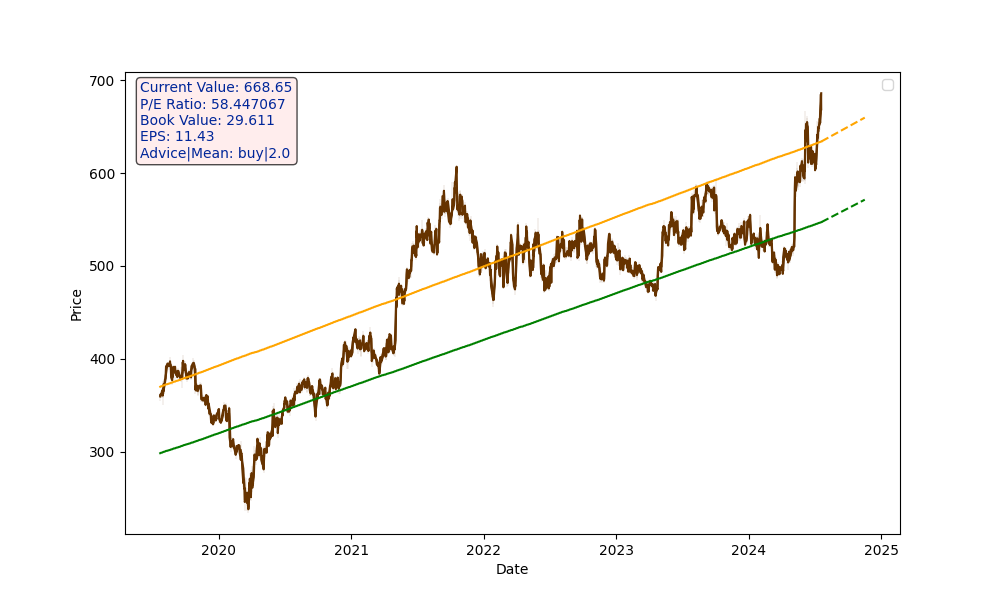 Current Value: 668.65
P/E Ratio: 58.447067
Book Value: 29.611
EPS: 11.43
Advice|Mean: buy|2.0
700
600
500
400
300
Price
2020 2021 2022 2023 2024 2025
Date